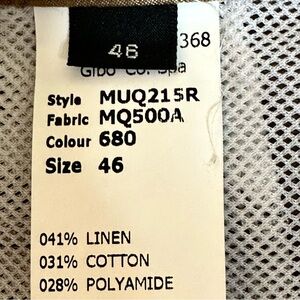 46
368
Gibo Co. Spa
Style MUQ215R
Fabric MQ500A
Colour 680
Size 46
041% LINEN
031% COTTON
028% POLYAMIDE